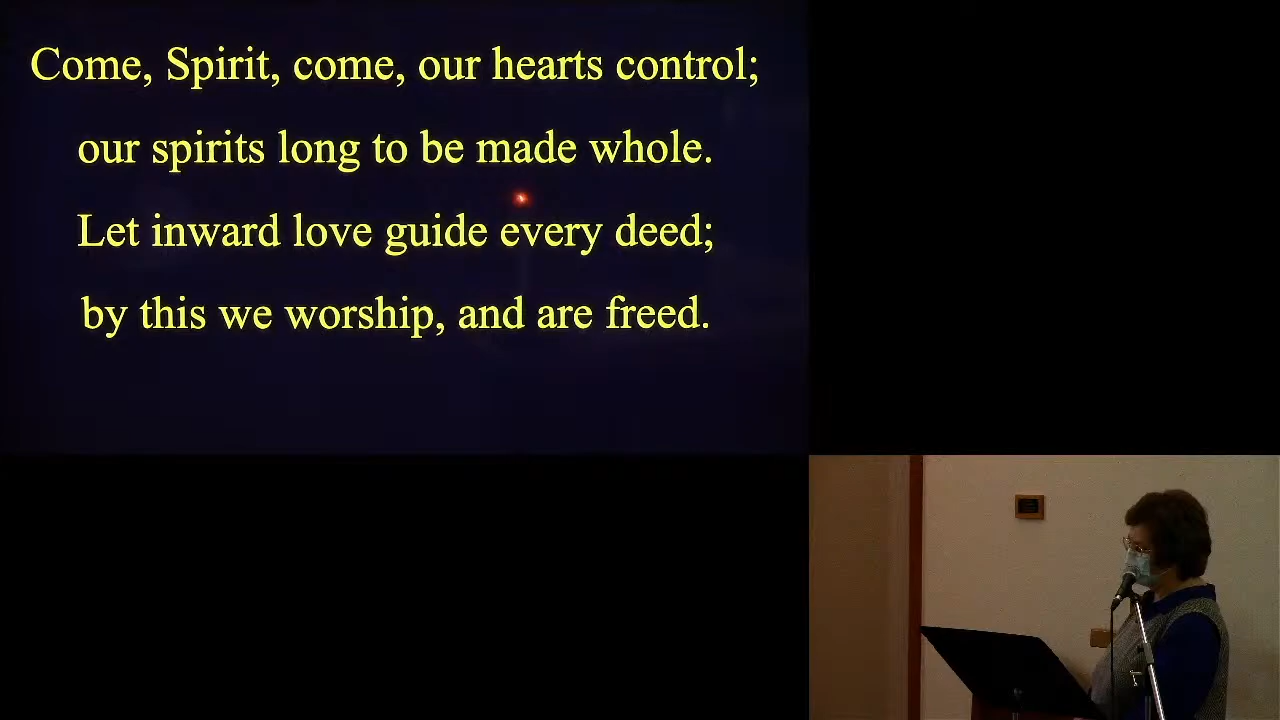 Come, Spirit, come, our hearts control;
our spirits long to be made whole.
Let inward love guide every deed;
by this we worship, and are freed.